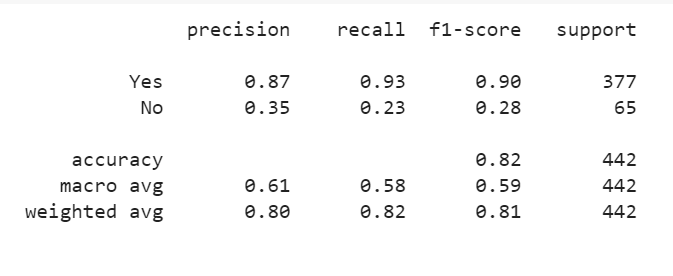 precision recall f1-score support
Yes 0.87 0.93 0.90 377
No 0.35 0.23 0.28 65
accuracy 0.82 442
macro avg 0.61 0.58 0.59 442
weighted avg 0.80 0.82 0.81 442